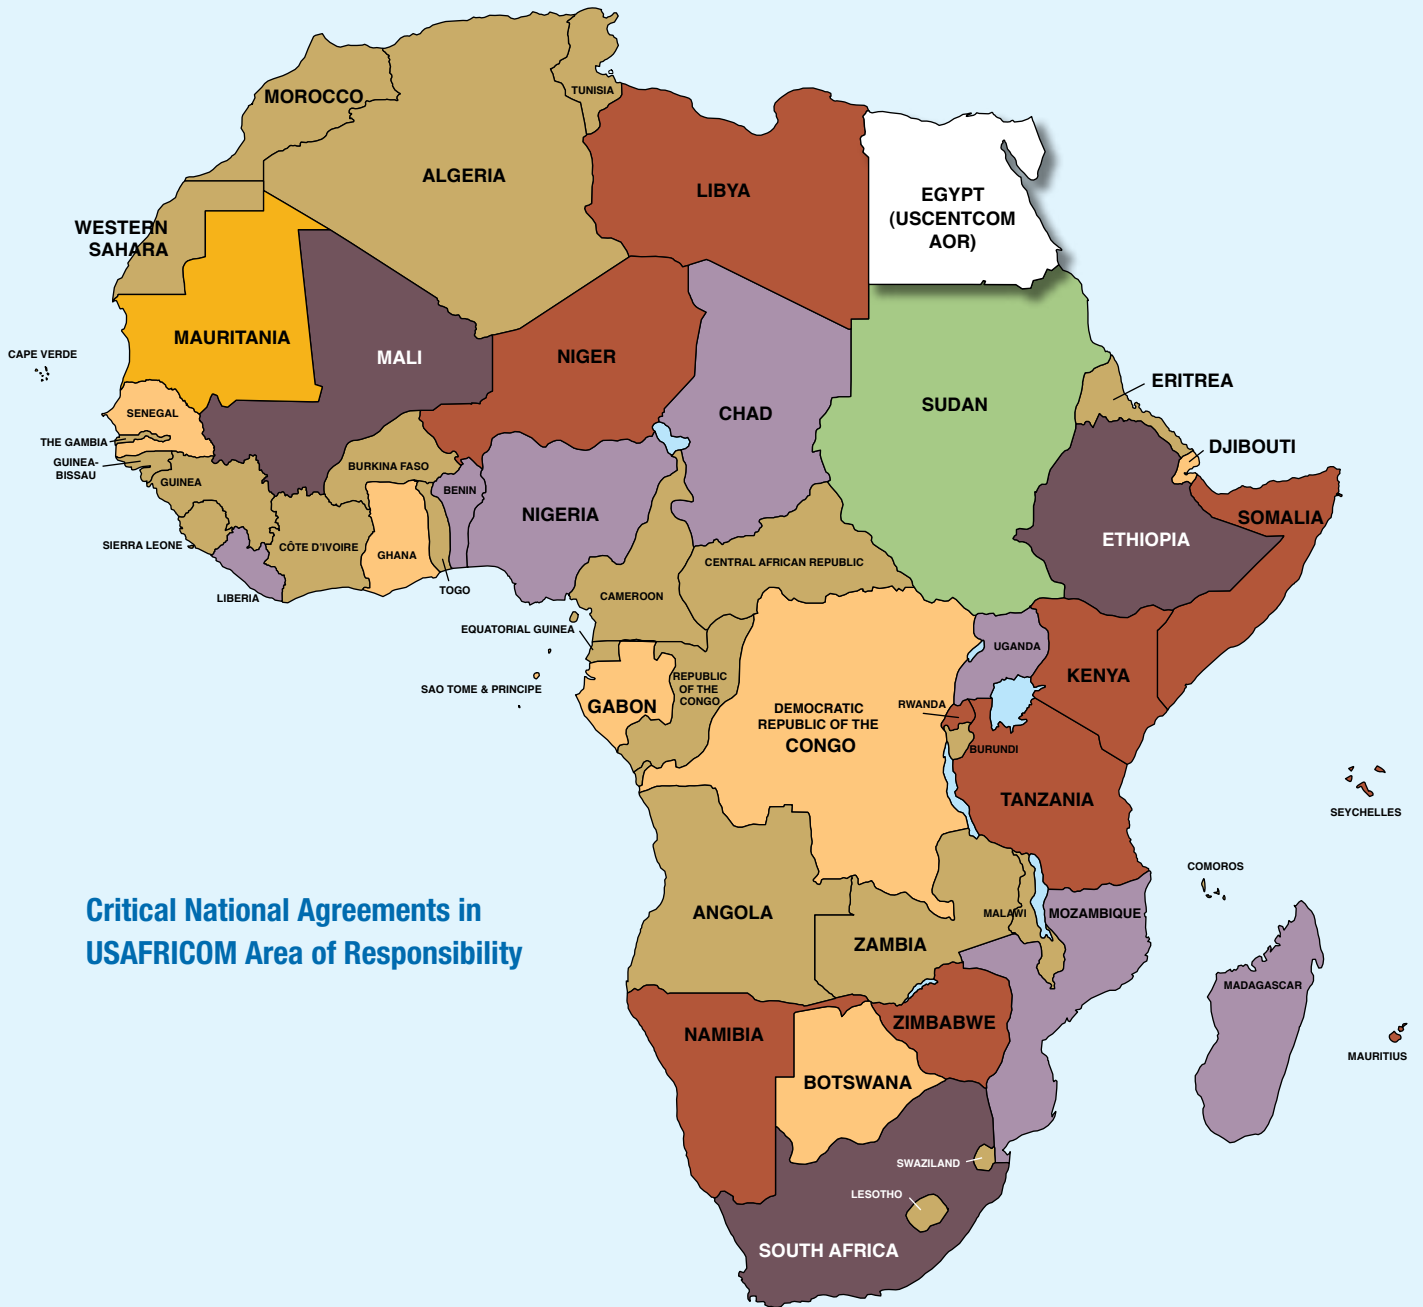 MOROCCO
TUNISIA
ALGERIA
LIBYA
EGYPT
(USCENTCOM
AOR)
WESTERN
SAHARA
MAURITANIA
MALI
NIGER
CHAD
SUDAN
ERITREA
CAPE VERDE
SENEGAL
THE GAMBIA
GUINEA-
BISSAU
GUINEA
BURKINA FASO
BENIN
NIGERIA
DJIBOUTI
SOMALIA
ETHIOPIA
SIERRA LEONE
CÔTE D'IVOIRE
GHANA
LIBERIA
TOGO
CENTRAL AFRICAN REPUBLIC
CAMEROON
EQUATORIAL GUINEA
UGANDA
KENYA
SAO TOME & PRINCIPE
GABON
REPUBLIC
OF THE
CONGO
DEMOCRATIC
REPUBLIC OF THE
CONGO
RWANDA
BURUNDI
TANZANIA
SEYCHELLES
COMOROS
Critical National Agreements in
USAFRICOM Area of Responsibility
ANGOLA
ZAMBIA
MALAWI
MOZAMBIQUE
MADAGASCAR
NAMIBIA
ZIMBABWE
MAURITIUS
BOTSWANA
SWAZILAND
LESOTHO
SOUTH AFRICA